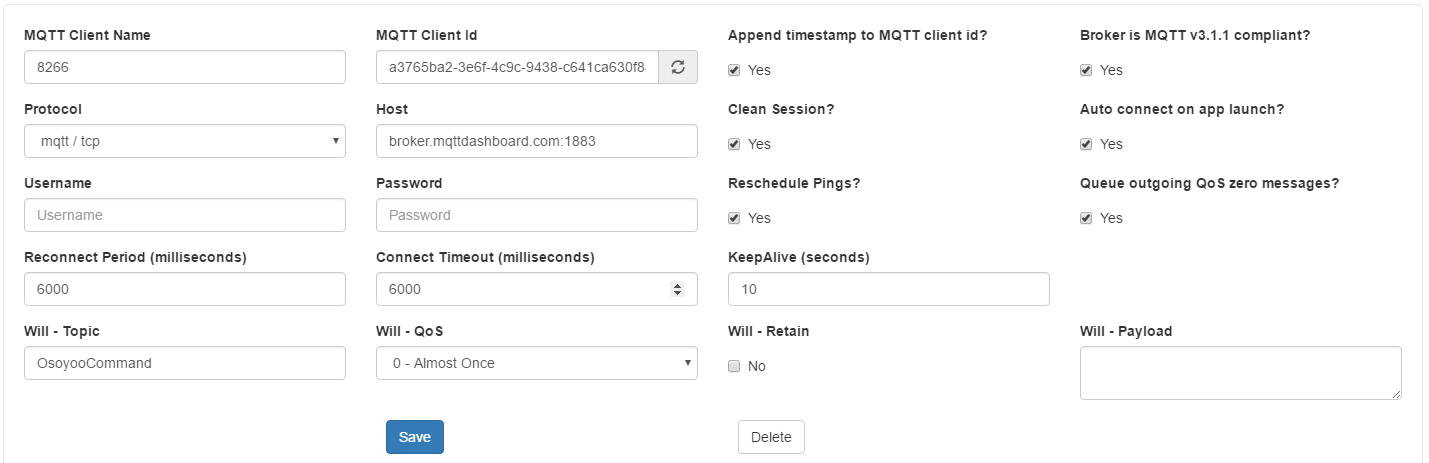 MQTT Client Name
MQTT Client Id
Append timestamp to MQTT client id?
Broker is MQTT v3.1.1 compliant?
8266
a3765ba2-3e6f-4c9c-9438-c641ca630f8
Yes
Yes
Protocol
Host
Clean Session?
Auto connect on app launch?
mqtt / tcp
broker.mqttdashboard.com:1883
Yes
Yes
Username
Password
Reschedule Pings?
Queue outgoing QoS zero messages?
Username
Password
Yes
Yes
Reconnect Period (milliseconds)
Connect Timeout (milliseconds)
KeepAlive (seconds)
6000
6000
10
Will - Topic
Will - QoS
Will - Retain
Will - Payload
OsoyooCommand
0 - Almost Once
No
Save
Delete